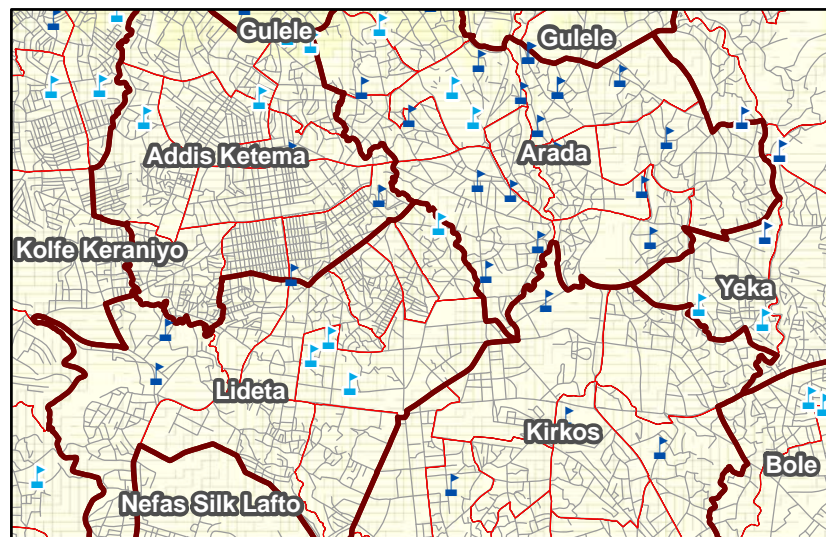 Gulele
Gulele
Addis Ketema
Arada
Kolfe Keraniyo
Yeka
Lideta
Kirkos
Bole
Nefas Silk Lafto